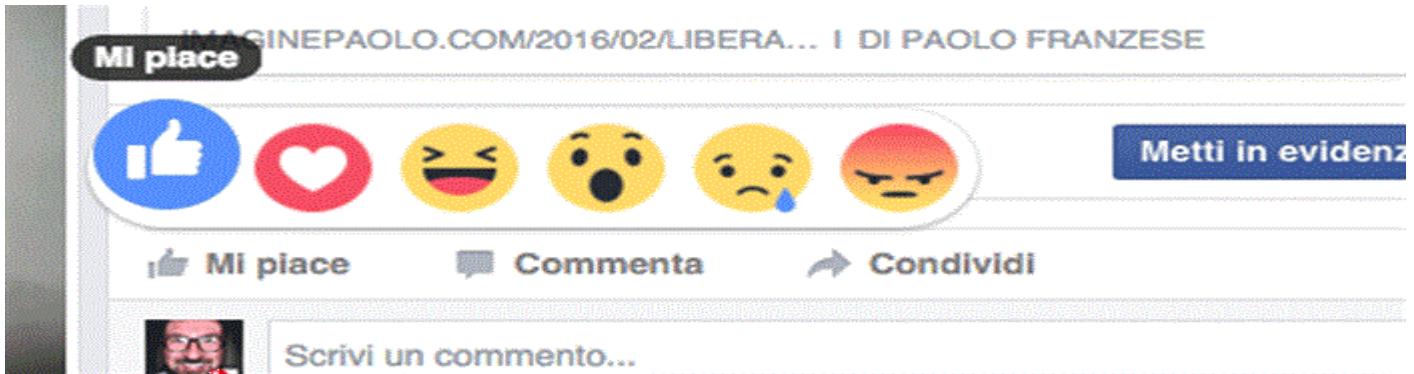 IMAGINEPAOLO.COM/2016/02/LIBERA... | DI PAOLO FRANZESE
Mi piace
Metti in evidenz
Mi piace Commenta Condividi
Scrivi un commento...